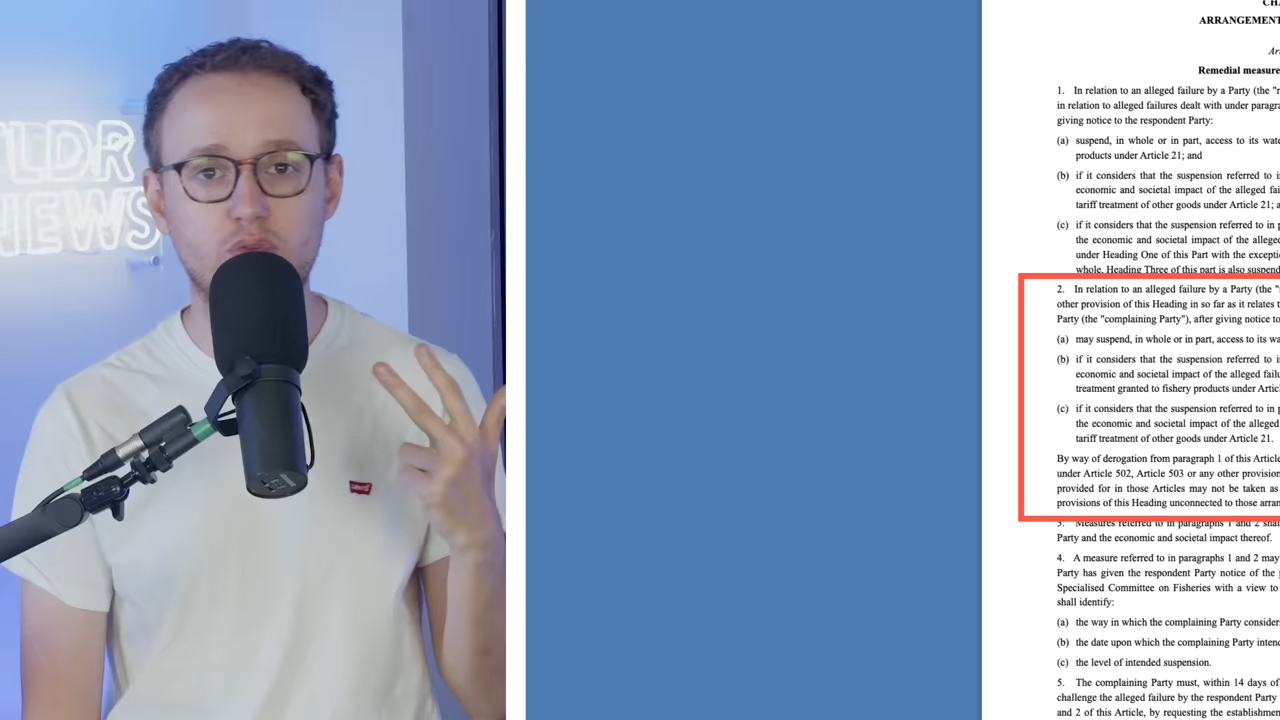 TLDR
NEWS
Levi's
ARRANGEMENT
Remedial measure
1. In relation to an alleged failure by a Party (the "r
in relation to alleged failures dealt with under paragra
giving notice to the respondent Party:
(a) suspend, in whole or in part, access to its wate
products under Article 21; and
(b) if it considers that the suspension referred to i
economic and societal impact of the alleged fai
tariff treatment of other goods under Article 21; a
(c) if it considers that the suspension referred to in p
the economic and societal impact of the alleged
under Heading One of this Part with the excepti
whole, Heading Three of this part is also suspend
2. In relation to an alleged failure by a Party (the "
other provision of this Heading in so far as it relates t
Party (the "complaining Party"), after giving notice to
(a) may suspend, in whole or in part, access to its wa
(b) if it considers that the suspension referred to i
economic and societal impact of the alleged failu
treatment granted to fishery products under Artic
(c) if it considers that the suspension referred to in p
the economic and societal impact of the alleged
tariff treatment of other goods under Article 21.
By way of derogation from paragraph 1 of this Article
under Article 502, Article 503 or any other provision
provided for in those Articles may not be taken as
provisions of this Heading unconnected to those arran
3. Measures referred to in paragraphs 1 and 2 shal
Party and the economic and societal impact thereof.
4. A measure referred to in paragraphs 1 and 2 may
Party has given the respondent Party notice of the p
Specialised Committee on Fisheries with a view to
shall identify:
(a) the way in which the complaining Party consider
(b) the date upon which the complaining Party inten
(c) the level of intended suspension.
5. The complaining Party must, within 14 days of
challenge the alleged failure by the respondent Party
and 2 of this Article, by requesting the establishmen